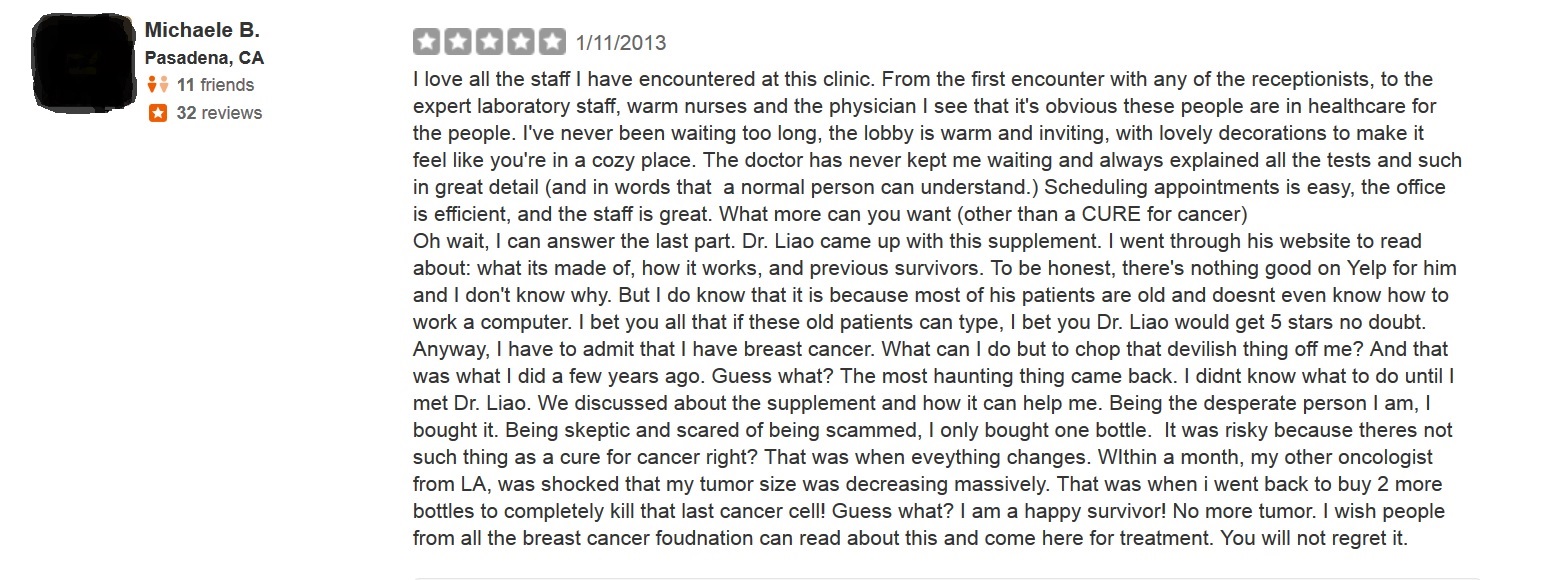 Michaele B.
Pasadena, CA
11 friends
32 reviews
1/11/2013
I love all the staff I have encountered at this clinic. From the first encounter with any of the receptionists, to the
expert laboratory staff, warm nurses and the physician I see that it's obvious these people are in healthcare for
the people. I've never been waiting too long, the lobby is warm and inviting, with lovely decorations to make it
feel like you're in a cozy place. The doctor has never kept me waiting and always explained all the tests and such
in great detail (and in words that  a normal person can understand.) Scheduling appointments is easy, the office
is efficient, and the staff is great. What more can you want (other than a CURE for cancer)
Oh wait, I can answer the last part. Dr. Liao came up with this supplement. I went through his website to read
about: what its made of, how it works, and previous survivors. To be honest, there's nothing good on Yelp for him
and I don't know why. But I do know that it is because most of his patients are old and doesnt even know how to
work a computer. I bet you all that if these old patients can type, I bet you Dr. Liao would get 5 stars no doubt.
Anyway, I have to admit that I have breast cancer. What can I do but to chop that devilish thing off me? And that
was what I did a few years ago. Guess what? The most haunting thing came back. I didnt know what to do until I
met Dr. Liao. We discussed about the supplement and how it can help me. Being the desperate person I am, I
bought it. Being skeptic and scared of being scammed, I only bought one bottle.  It was risky because theres not
such thing as a cure for cancer right? That was when eveything changes. WIthin a month, my other oncologist
from LA, was shocked that my tumor size was decreasing massively. That was when i went back to buy 2 more
bottles to completely kill that last cancer cell! Guess what? I am a happy survivor! No more tumor. I wish people
from all the breast cancer foudnation can read about this and come here for treatment. You will not regret it.